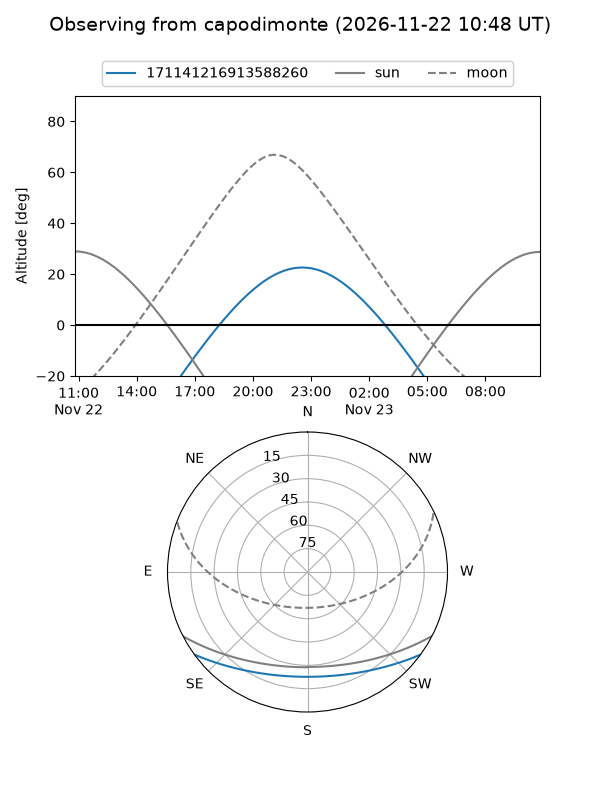 Observing from capodimonte (2026-11-22 10:48 UT)
171141216913588260 sun moon
80
60
40
20
0
−20
Altitude [deg]
11:00 14:00 17:00 20:00 23:00 02:00 05:00 08:00
Nov 22 Nov 23
N
NE NW
15
30
45
60
75
E W
SE SW
S